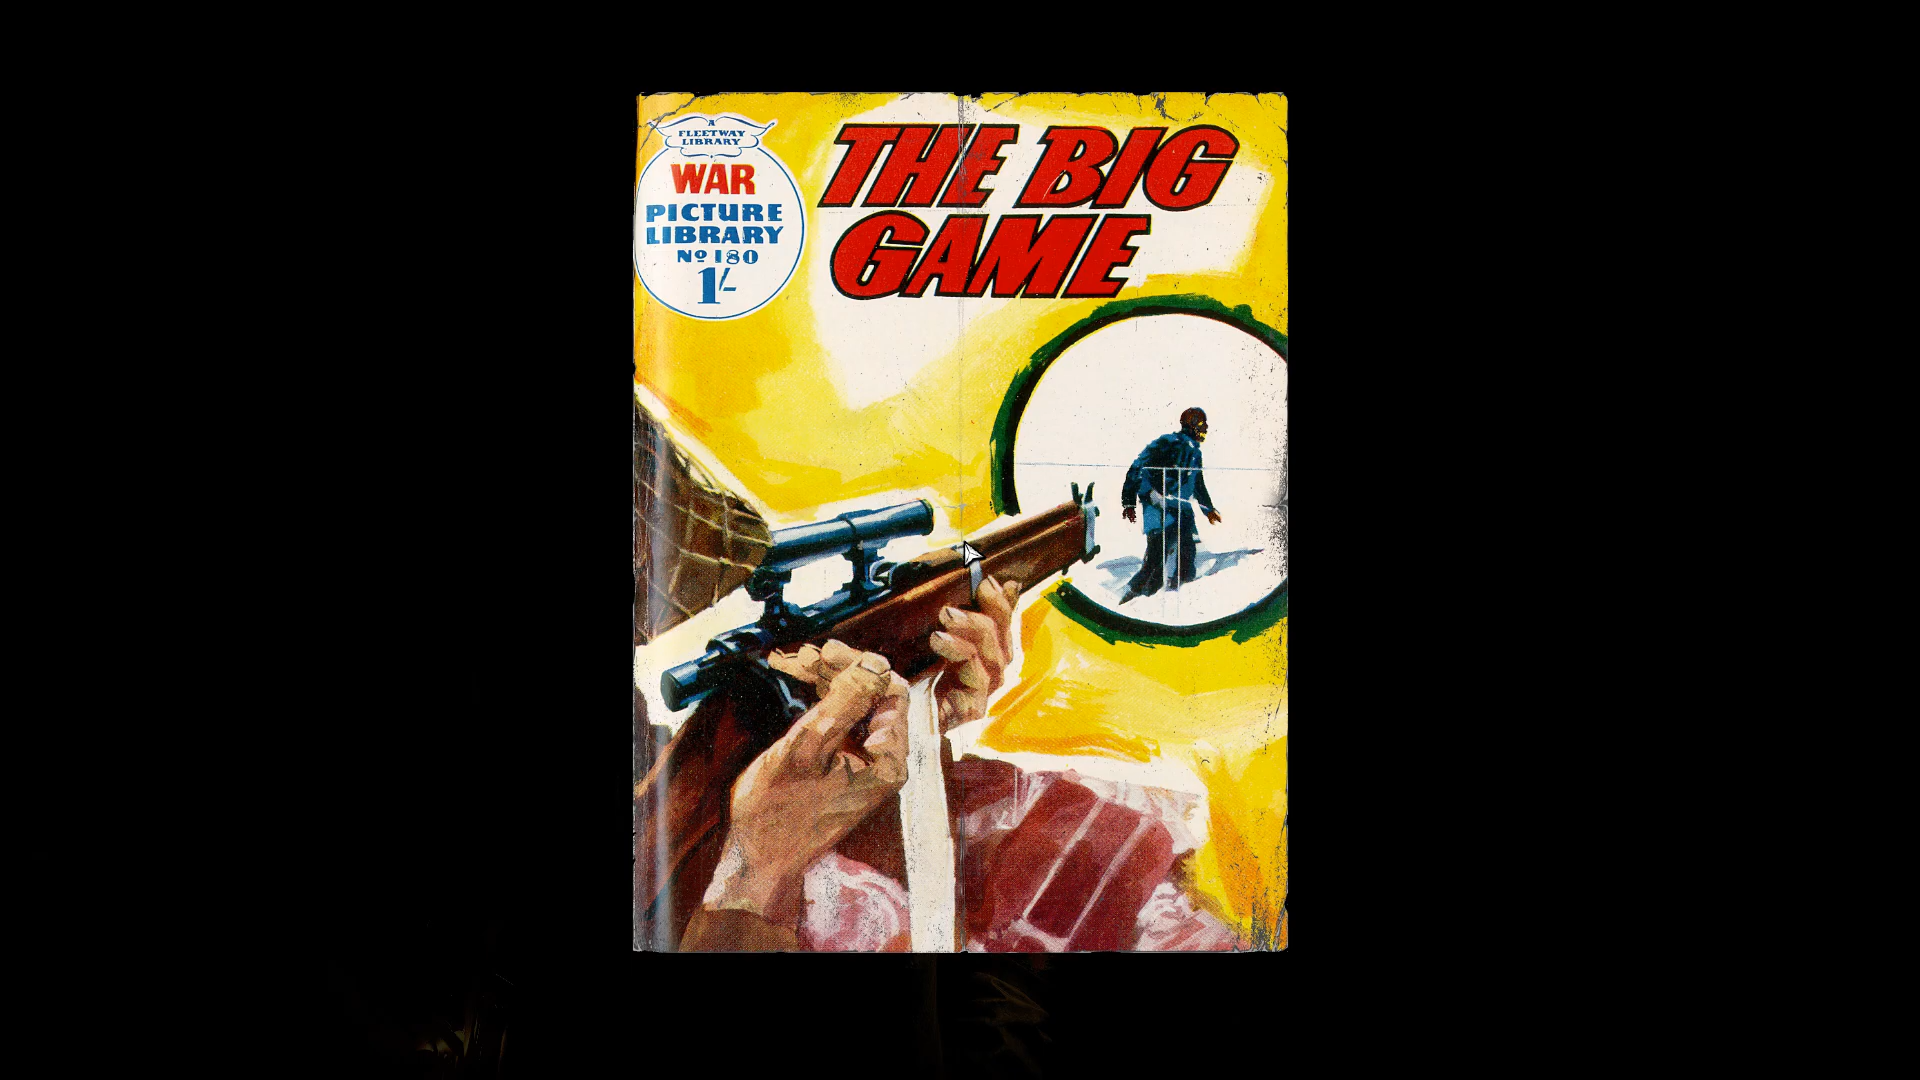 A
FLEETWAY
LIBRARY
WAR
PICTURE
LIBRARY
Nº 180
1/-
THE BIG
GAME